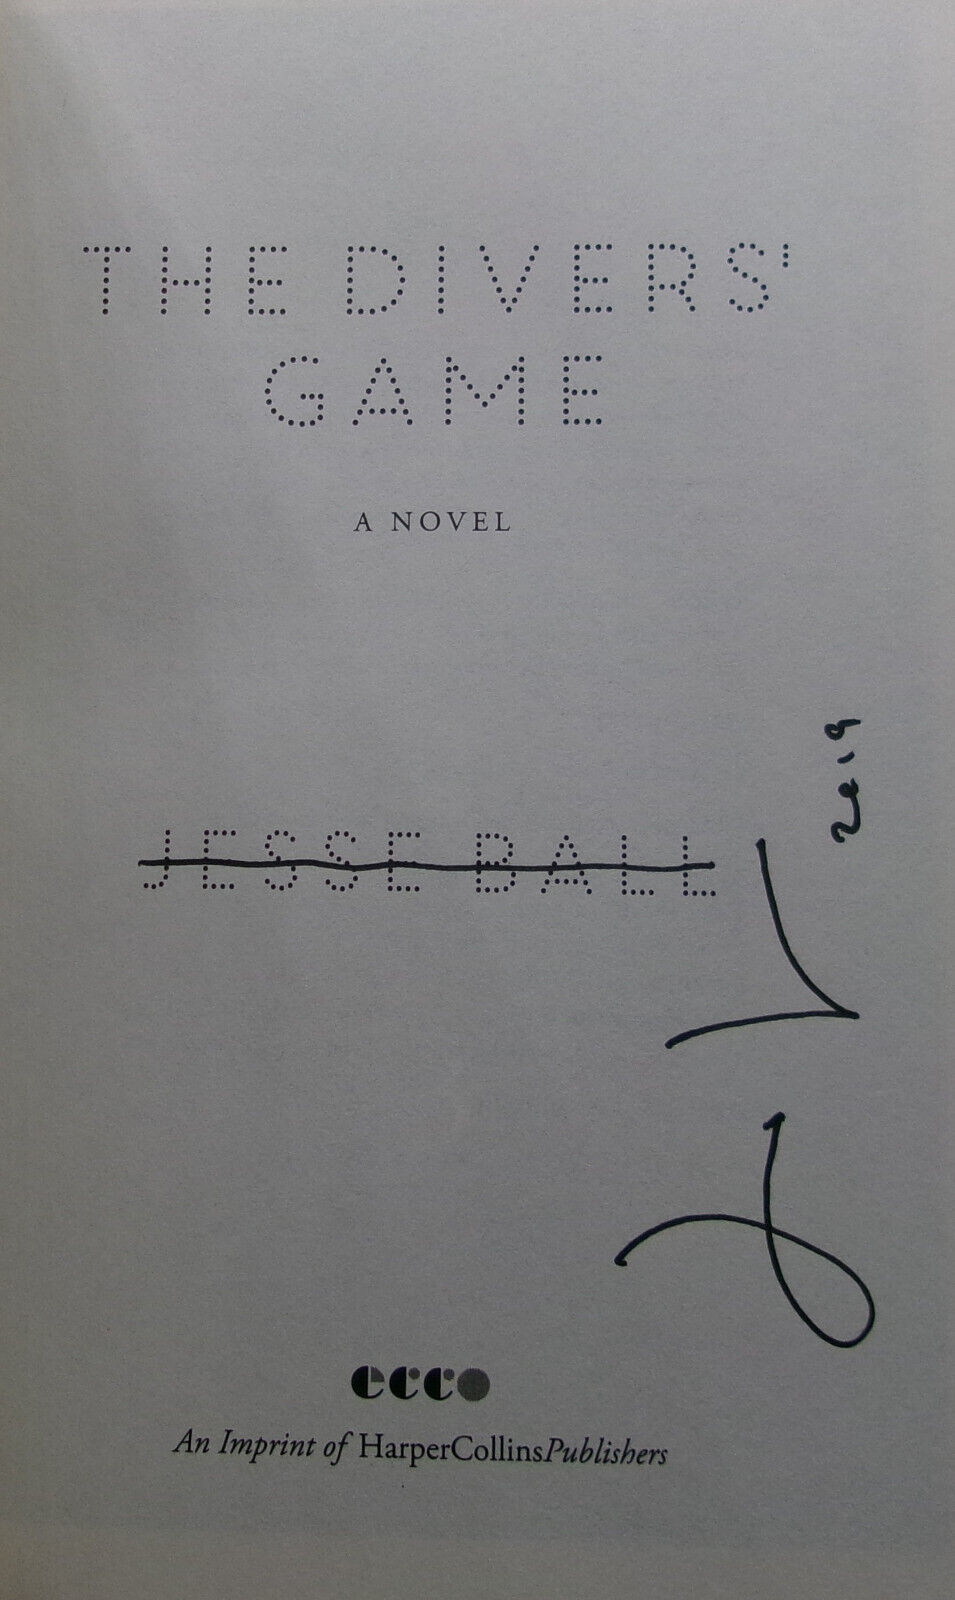 THE DIVERS'
GAME
A NOVEL
JESSE BALL
2019
ecco
An Imprint of HarperCollinsPublishers